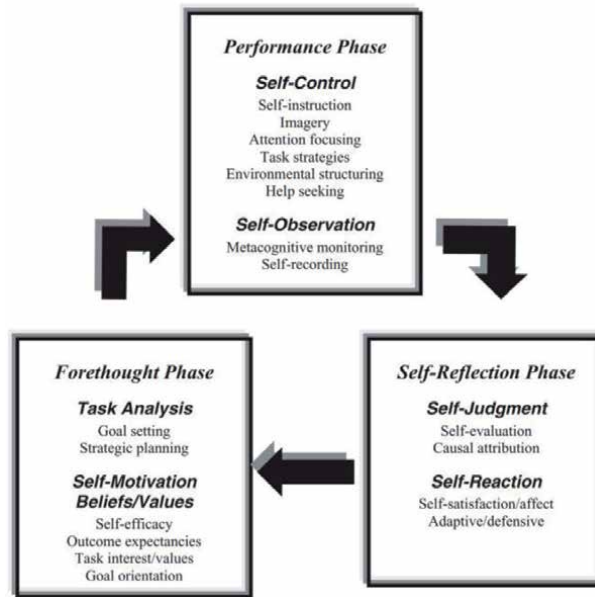 Performance Phase
Self-Control
Self-instruction
Imagery
Attention focusing
Task strategies
Environmental structuring
Help seeking
Self-Observation
Metacognitive monitoring
Self-recording
Forethought Phase
Task Analysis
Goal setting
Strategic planning
Self-Motivation
Beliefs/Values
Self-efficacy
Outcome expectancies
Task interest/values
Goal orientation
Self-Reflection Phase
Self-Judgment
Self-evaluation
Causal attribution
Self-Reaction
Self-satisfaction/affect
Adaptive/defensive